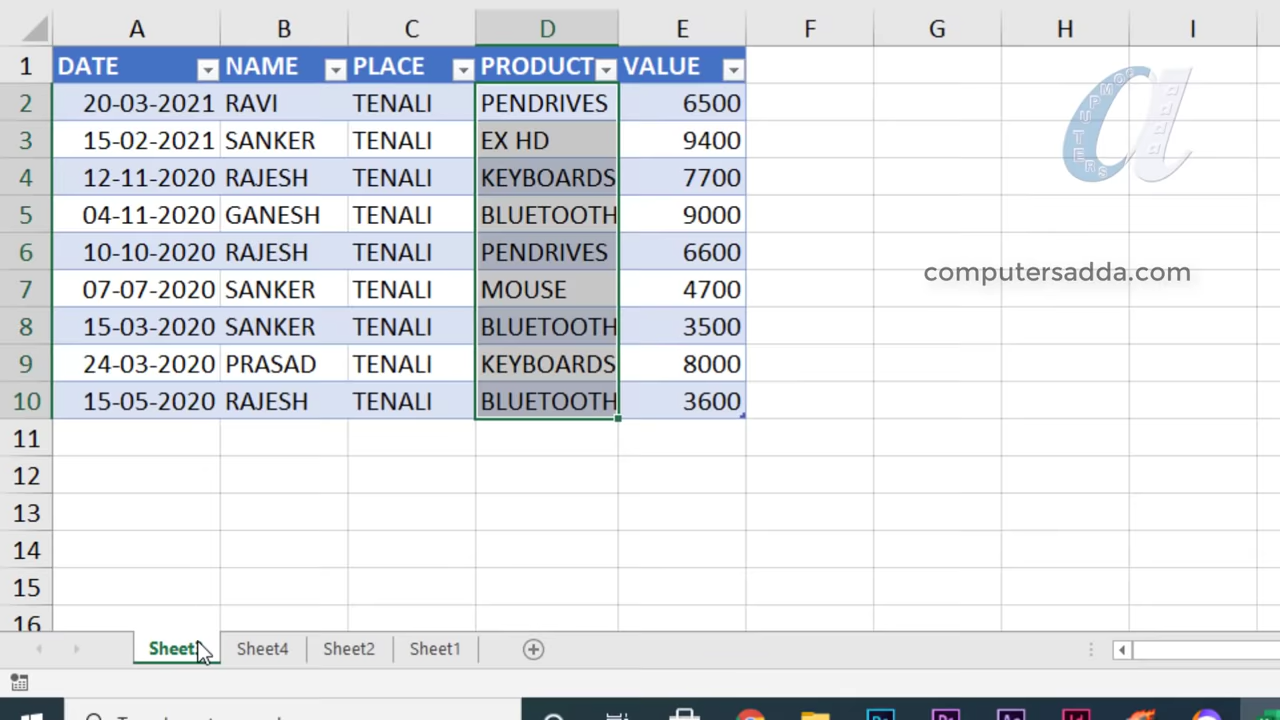 A B C D E F G H I
1 DATE NAME PLACE PRODUCT VALUE
2 20-03-2021 RAVI TENALI PENDRIVES 6500
3 15-02-2021 SANKER TENALI EX HD 9400
4 12-11-2020 RAJESH TENALI KEYBOARDS 7700
5 04-11-2020 GANESH TENALI BLUETOOTH 9000
6 10-10-2020 RAJESH TENALI PENDRIVES 6600
7 07-07-2020 SANKER TENALI MOUSE 4700
8 15-03-2020 SANKER TENALI BLUETOOTH 3500
9 24-03-2020 PRASAD TENALI KEYBOARDS 8000
10 15-05-2020 RAJESH TENALI BLUETOOTH 3600
11
12
13
14
15
16
COMPUTERS
adda
computersadda.com
Sheet4 Sheet2 Sheet1